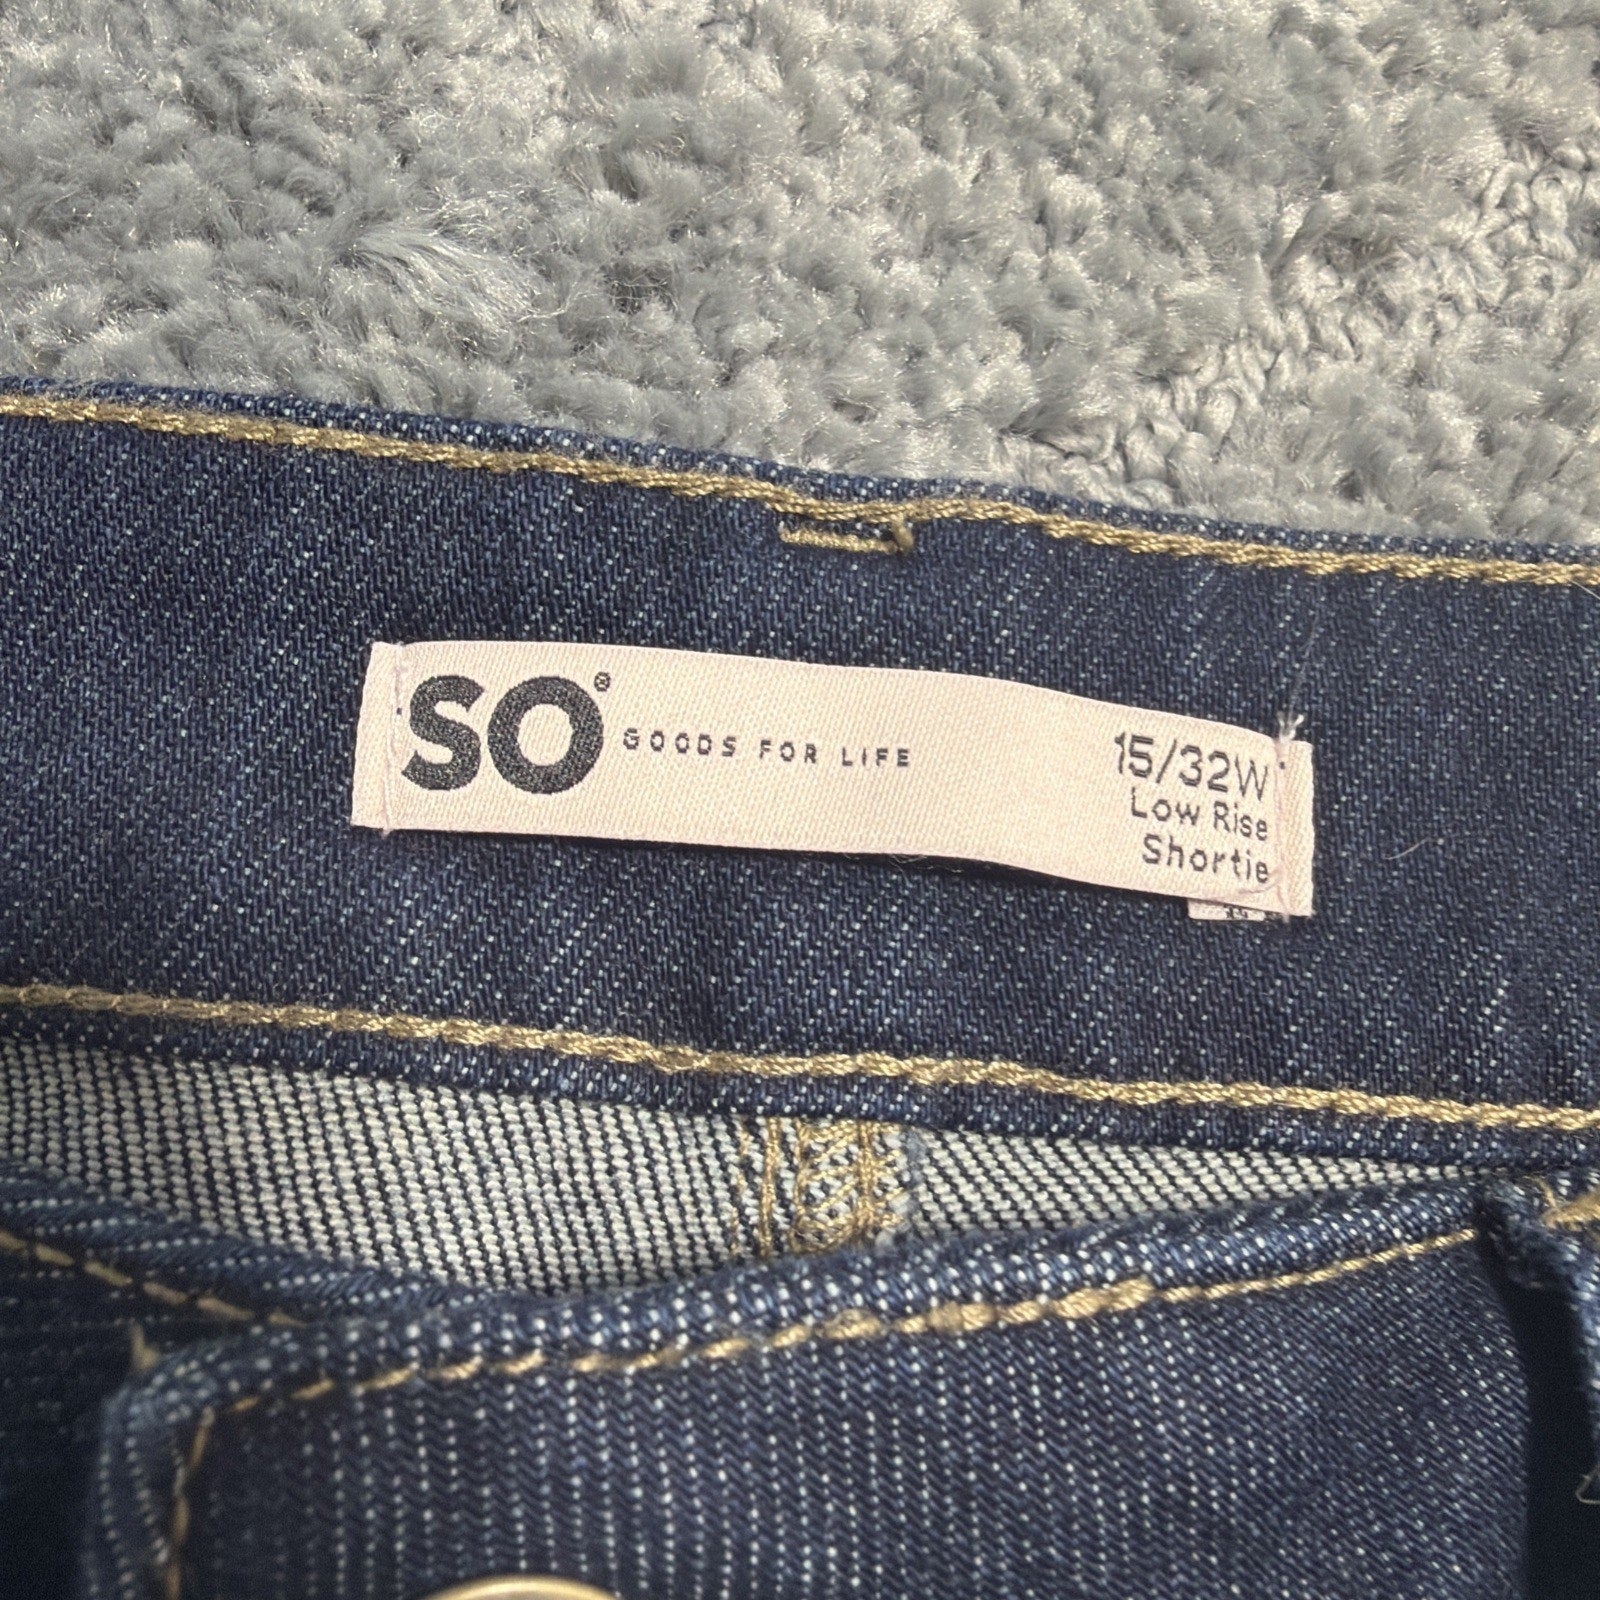 SO® GOODS FOR LIFE
15/32W
Low Rise
Shortie